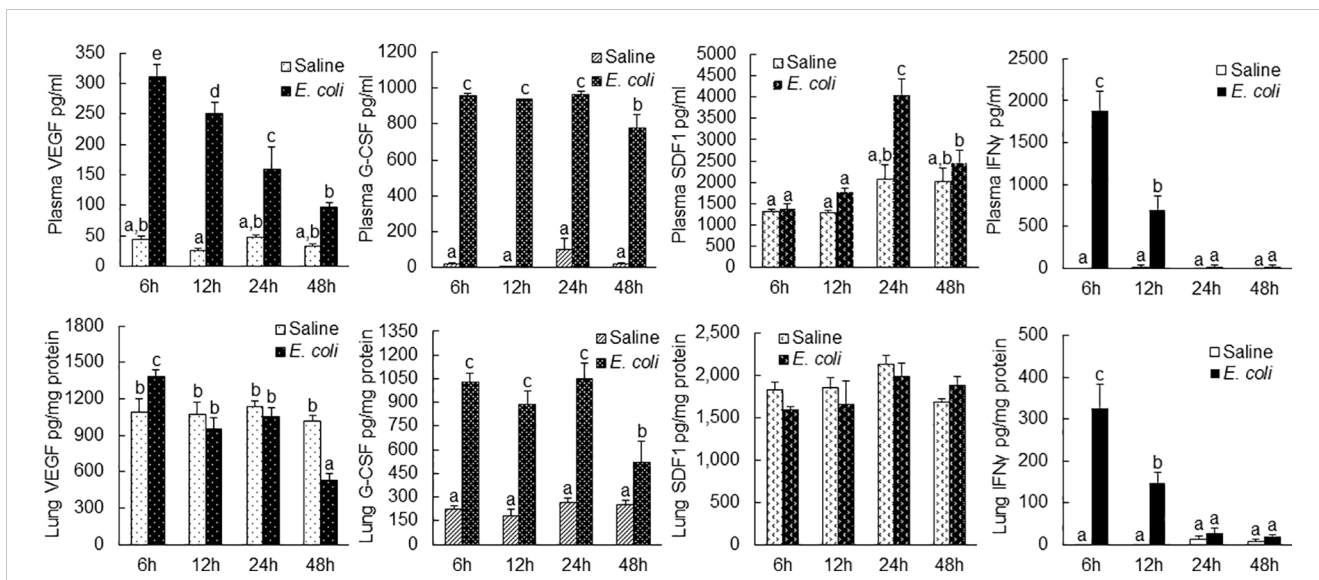 Plasma VEGF pg/ml
350
300
250
200
150
100
50
0
Saline
E. coli
a,b
e
a
d
a,b
c
a,b
b
6h 12h 24h 48h
Plasma G-CSF pg/ml
1200
1000
800
600
400
200
0
Saline
E. coli
a
c
a
c
a
c
a
b
6h 12h 24h 48h
Plasma SDF1 pg/ml
5000
4500
4000
3500
3000
2500
2000
1500
1000
500
0
Saline
E. coli
a
a
a
a
a,b
c
a,b
b
6h 12h 24h 48h
Plasma IFNγ pg/ml
2500
2000
1500
1000
500
0
Saline
E. coli
a
c
a
b
a
a
a
a
6h 12h 24h 48h
Lung VEGF pg/mg protein
1800
1500
1200
900
600
300
0
Saline
E. coli
b
c
b
b
b
b
b
a
6h 12h 24h 48h
Lung G-CSF pg/mg protein
1350
1200
1050
900
750
600
450
300
150
0
Saline
E. coli
a
c
a
c
a
c
a
b
6h 12h 24h 48h
Lung SDF1 pg/mg protein
2,500
2,000
1,500
1,000
500
0
Saline
E. coli
6h 12h 24h 48h
Lung IFNγ pg/mg protein
500
400
300
200
100
0
Saline
E. coli
a
c
a
b
a
a
a
a
6h 12h 24h 48h